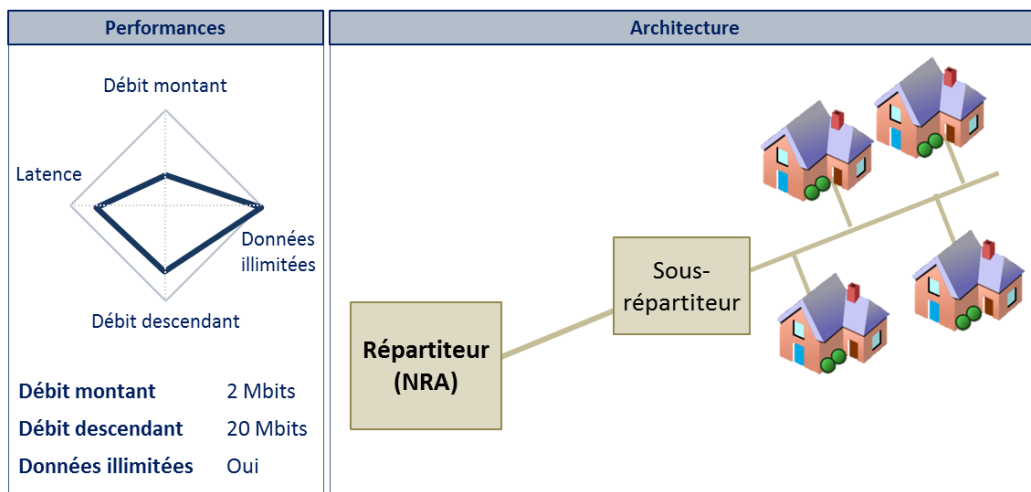 Performances
Architecture
Débit montant
Latence
Données
illimitées
Débit descendant
Débit montant 2 Mbits
Débit descendant 20 Mbits
Données illimitées Oui
Répartiteur
(NRA)
Sous-
répartiteur